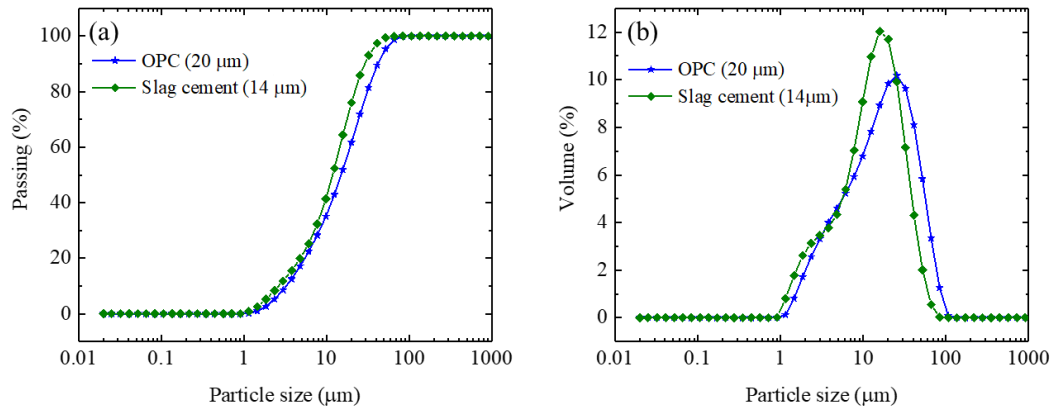 (a)
OPC (20 μm)
Slag cement (14 μm)
Passing (%)
100
80
60
40
20
0
0.01 0.1 1 10 100 1000
Particle size (μm)
(b)
OPC (20 μm)
Slag cement (14μm)
Volume (%)
12
10
8
6
4
2
0
0.01 0.1 1 10 100 1000
Particle size (μm)